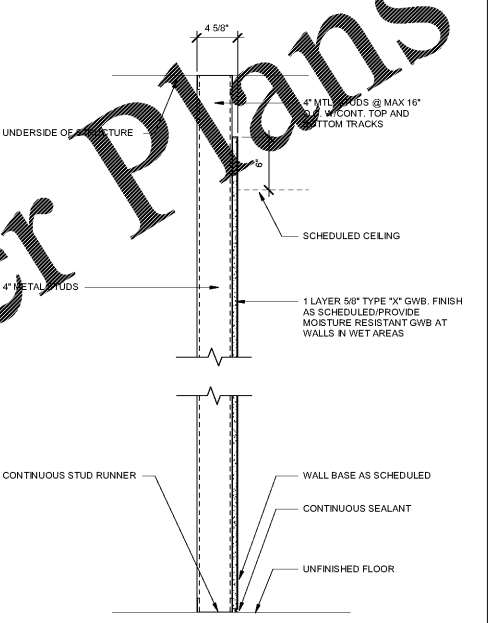 4 5/8"
4" MTL STUDS @ MAX 16"
O.C. W/CONT. TOP AND
BOTTOM TRACKS
UNDERSIDE OF STRUCTURE
6"
SCHEDULED CEILING
4" METAL STUDS
1 LAYER 5/8" TYPE "X" GWB. FINISH
AS SCHEDULED/PROVIDE
MOISTURE RESISTANT GWB AT
WALLS IN WET AREAS
CONTINUOUS STUD RUNNER
WALL BASE AS SCHEDULED
CONTINUOUS SEALANT
UNFINISHED FLOOR
er Plans